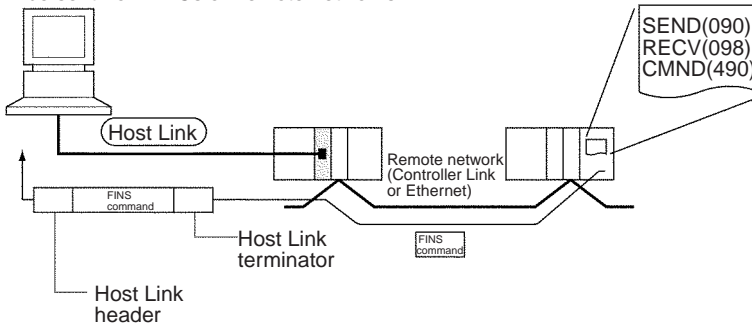 SEND(090)
RECV(098)
CMND(490)
Host Link
Remote network
(Controller Link
or Ethernet)
FINS
command
FINS
command
Host Link
terminator
Host Link
header